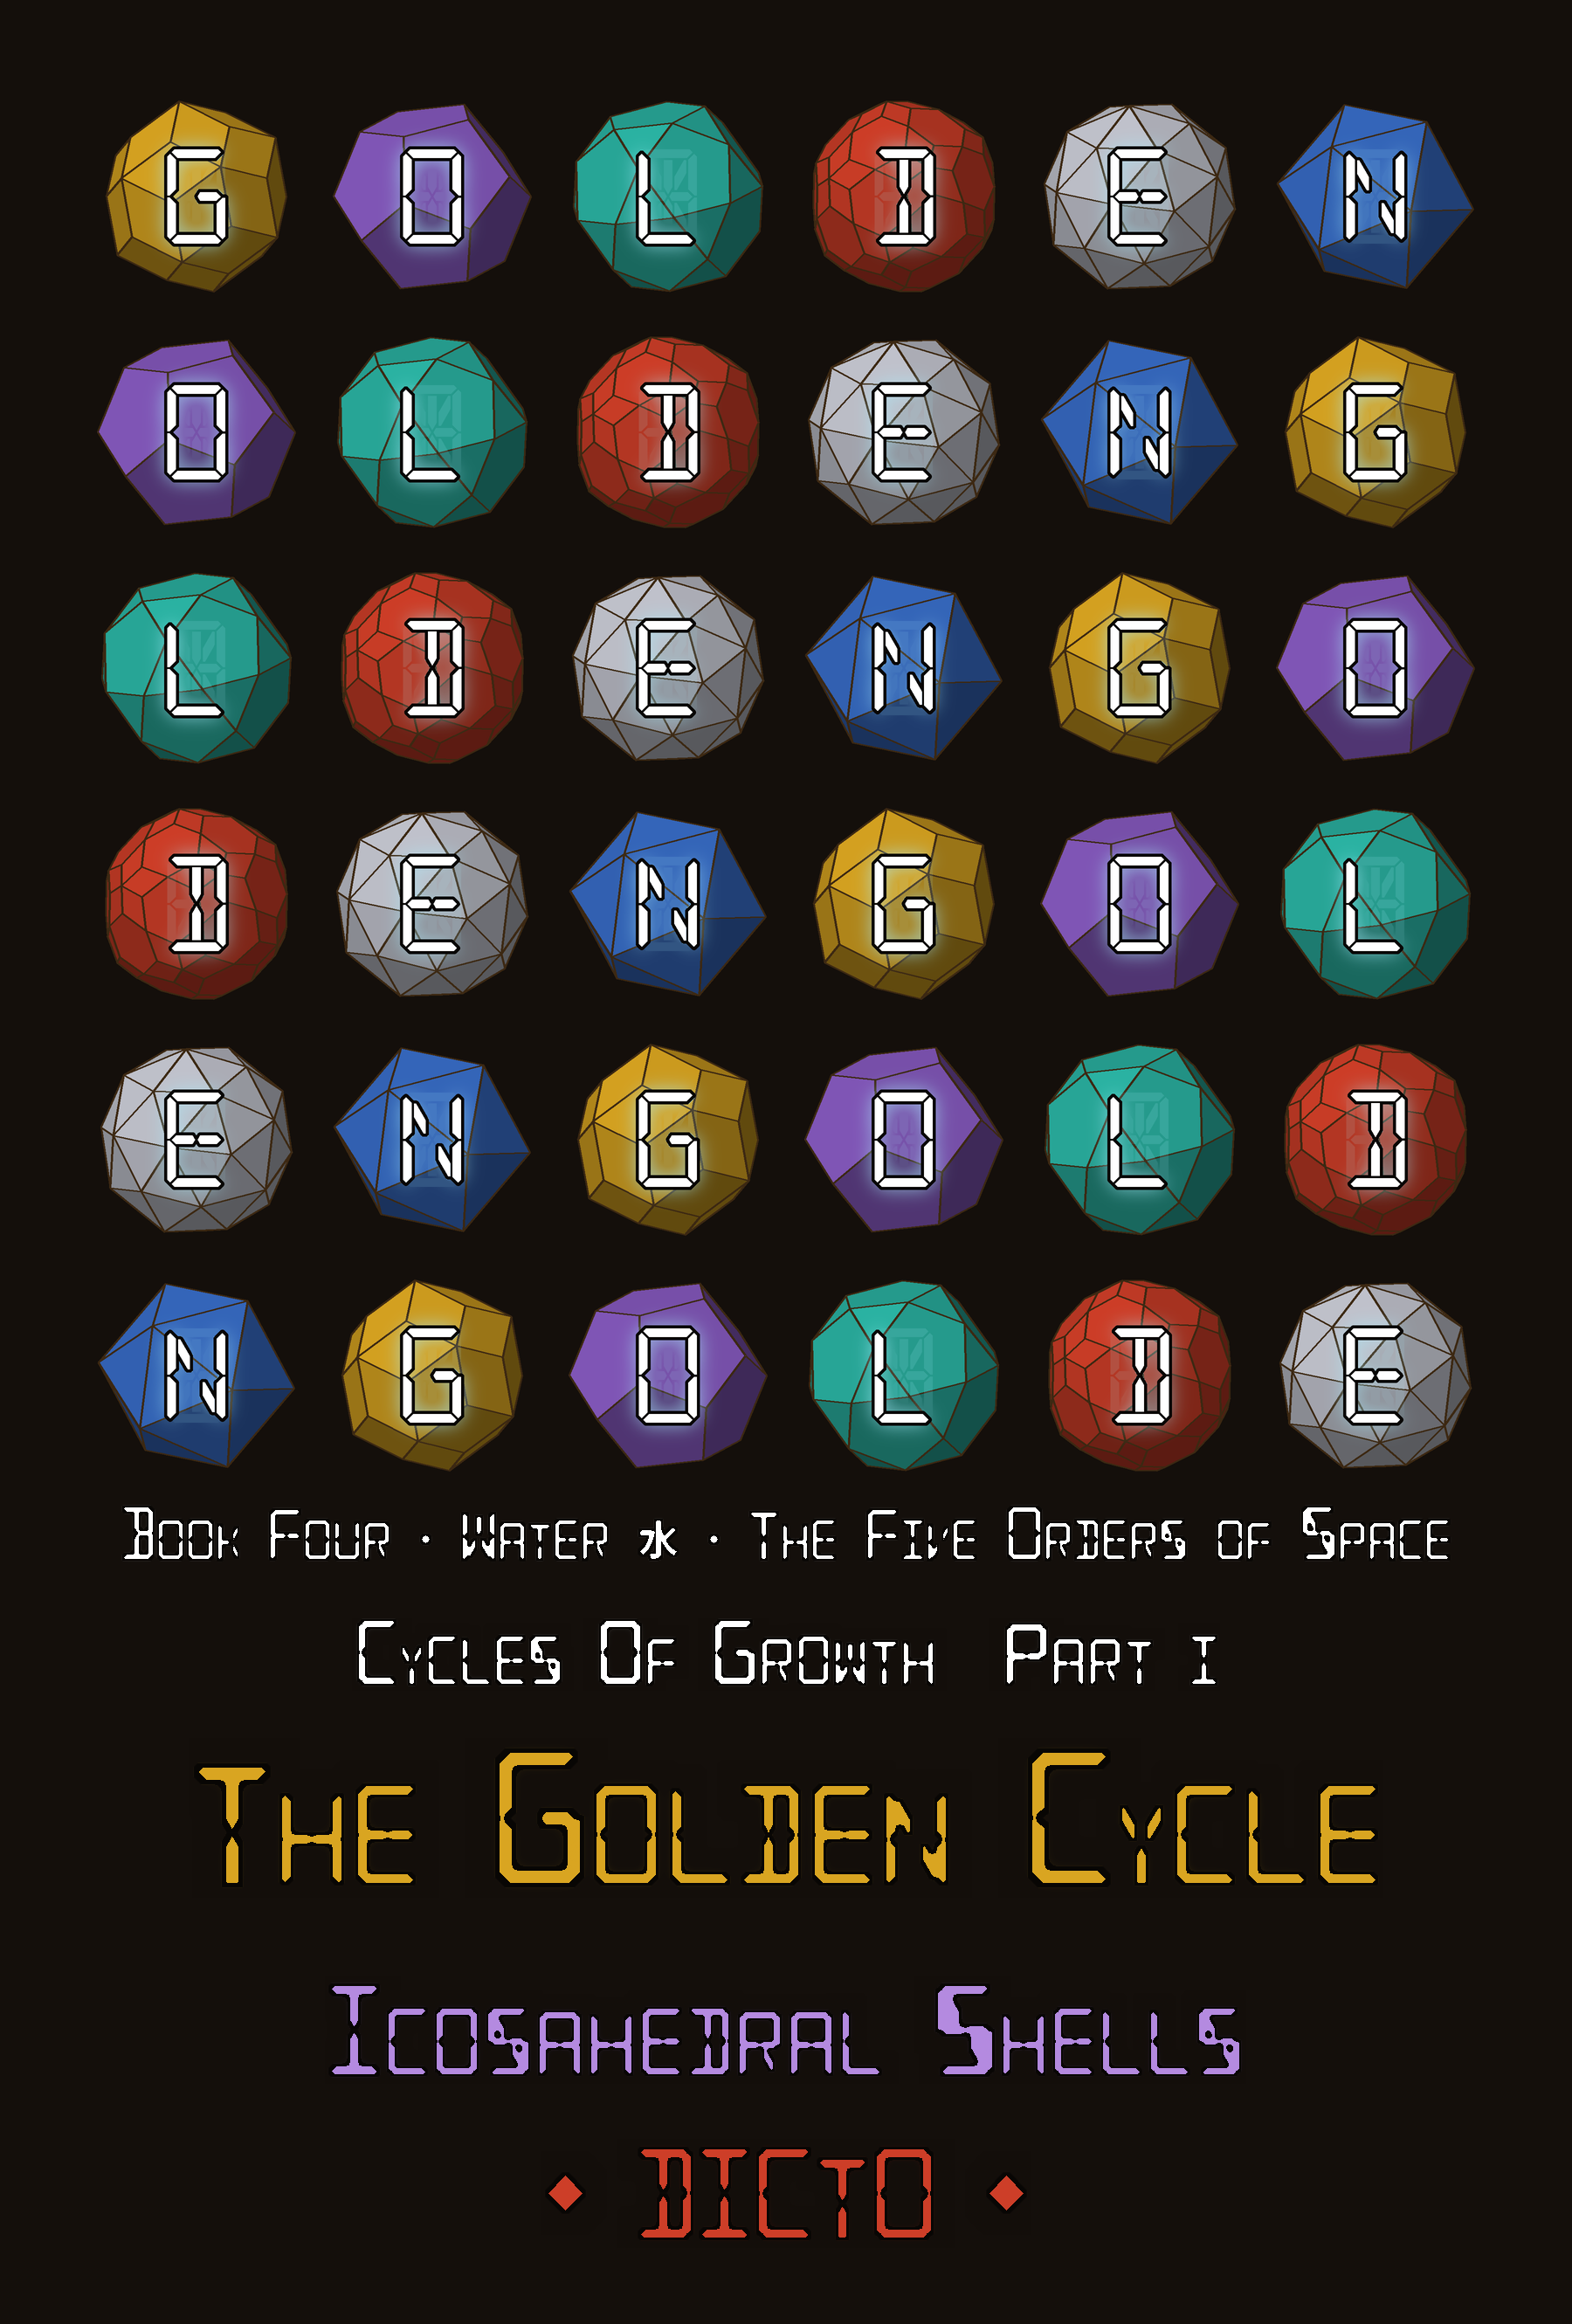 G O L D E N
O L D E N G
L D E N G O
D E N G O L
E N G O L D
N G O L D E
Book Four · Water 水 · The Five Orders of Space
Cycles Of Growth Part I
The Golden Cycle
Icosahedral Shells
◆ DICTO ◆